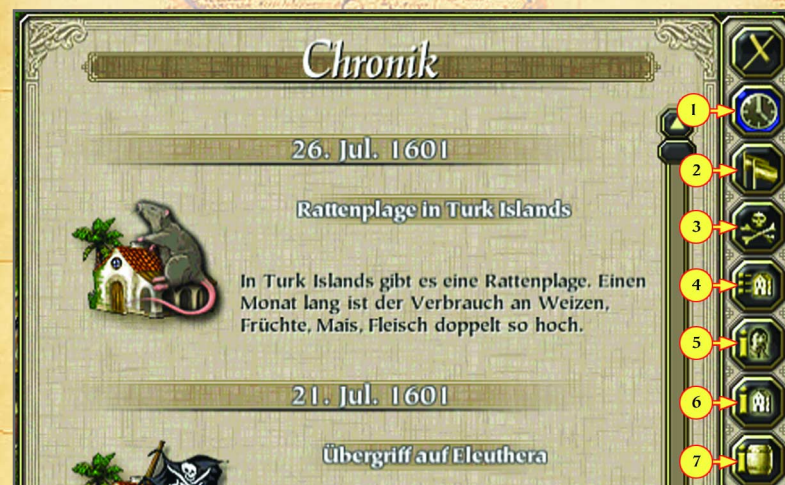 Chronik
26. Jul. 1601
Rattenplage in Turk Islands
In Turk Islands gibt es eine Rattenplage. Einen
Monat lang ist der Verbrauch an Weizen,
Früchte, Mais, Fleisch doppelt so hoch.
21. Jul. 1601
Übergriff auf Eleuthera
1
2
3
4
5
6
7